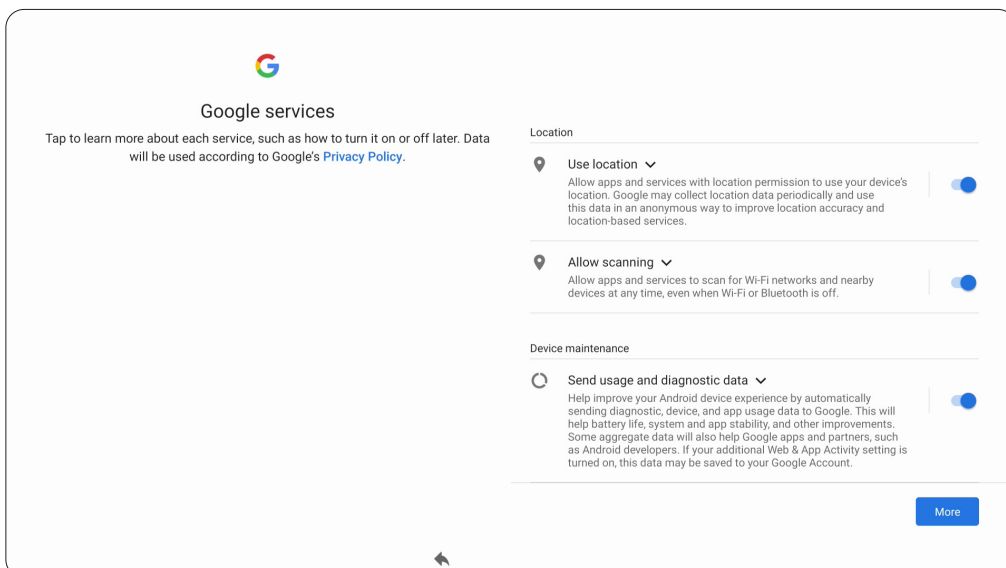 Google services
Tap to learn more about each service, such as how to turn it on or off later. Data
will be used according to Google's Privacy Policy.
Location
Use location
Allow apps and services with location permission to use your device's
location. Google may collect location data periodically and use
this data in an anonymous way to improve location accuracy and
location-based services.
Allow scanning
Allow apps and services to scan for Wi-Fi networks and nearby
devices at any time, even when Wi-Fi or Bluetooth is off.
Device maintenance
Send usage and diagnostic data
Help improve your Android device experience by automatically
sending diagnostic, device, and app usage data to Google. This will
help battery life, system and app stability, and other improvements.
Some aggregate data will also help Google apps and partners, such
as Android developers. If your additional Web & App Activity setting is
turned on, this data may be saved to your Google Account.
More